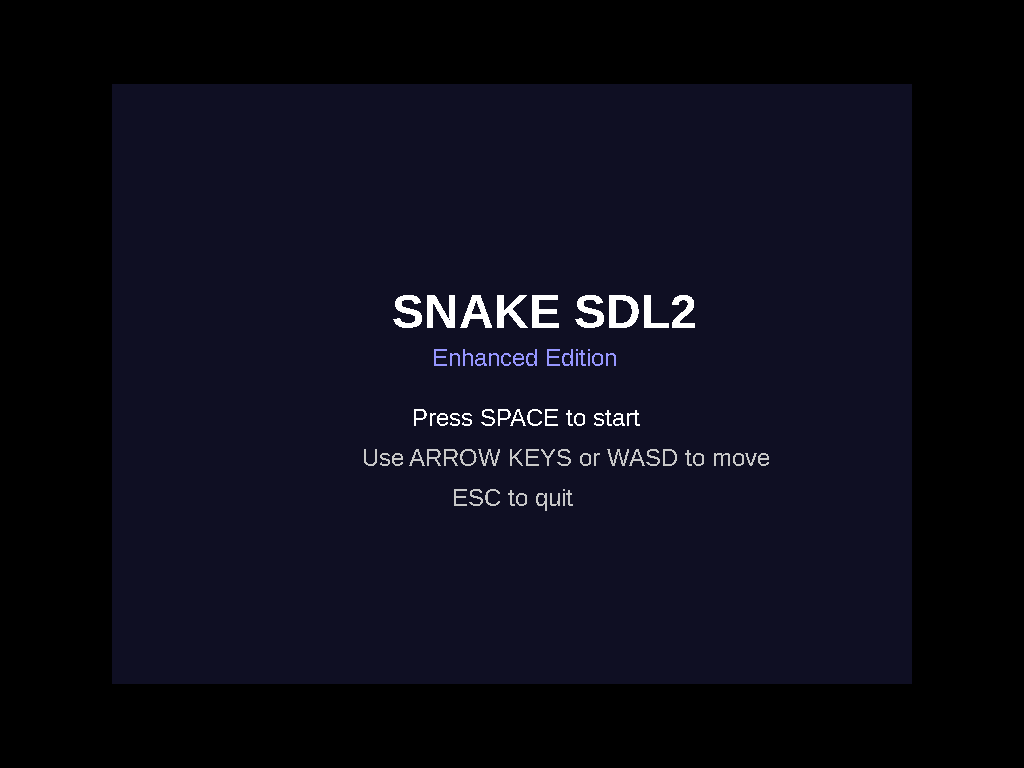 SNAKE SDL2
Enhanced Edition
Press SPACE to start
Use ARROW KEYS or WASD to move
ESC to quit